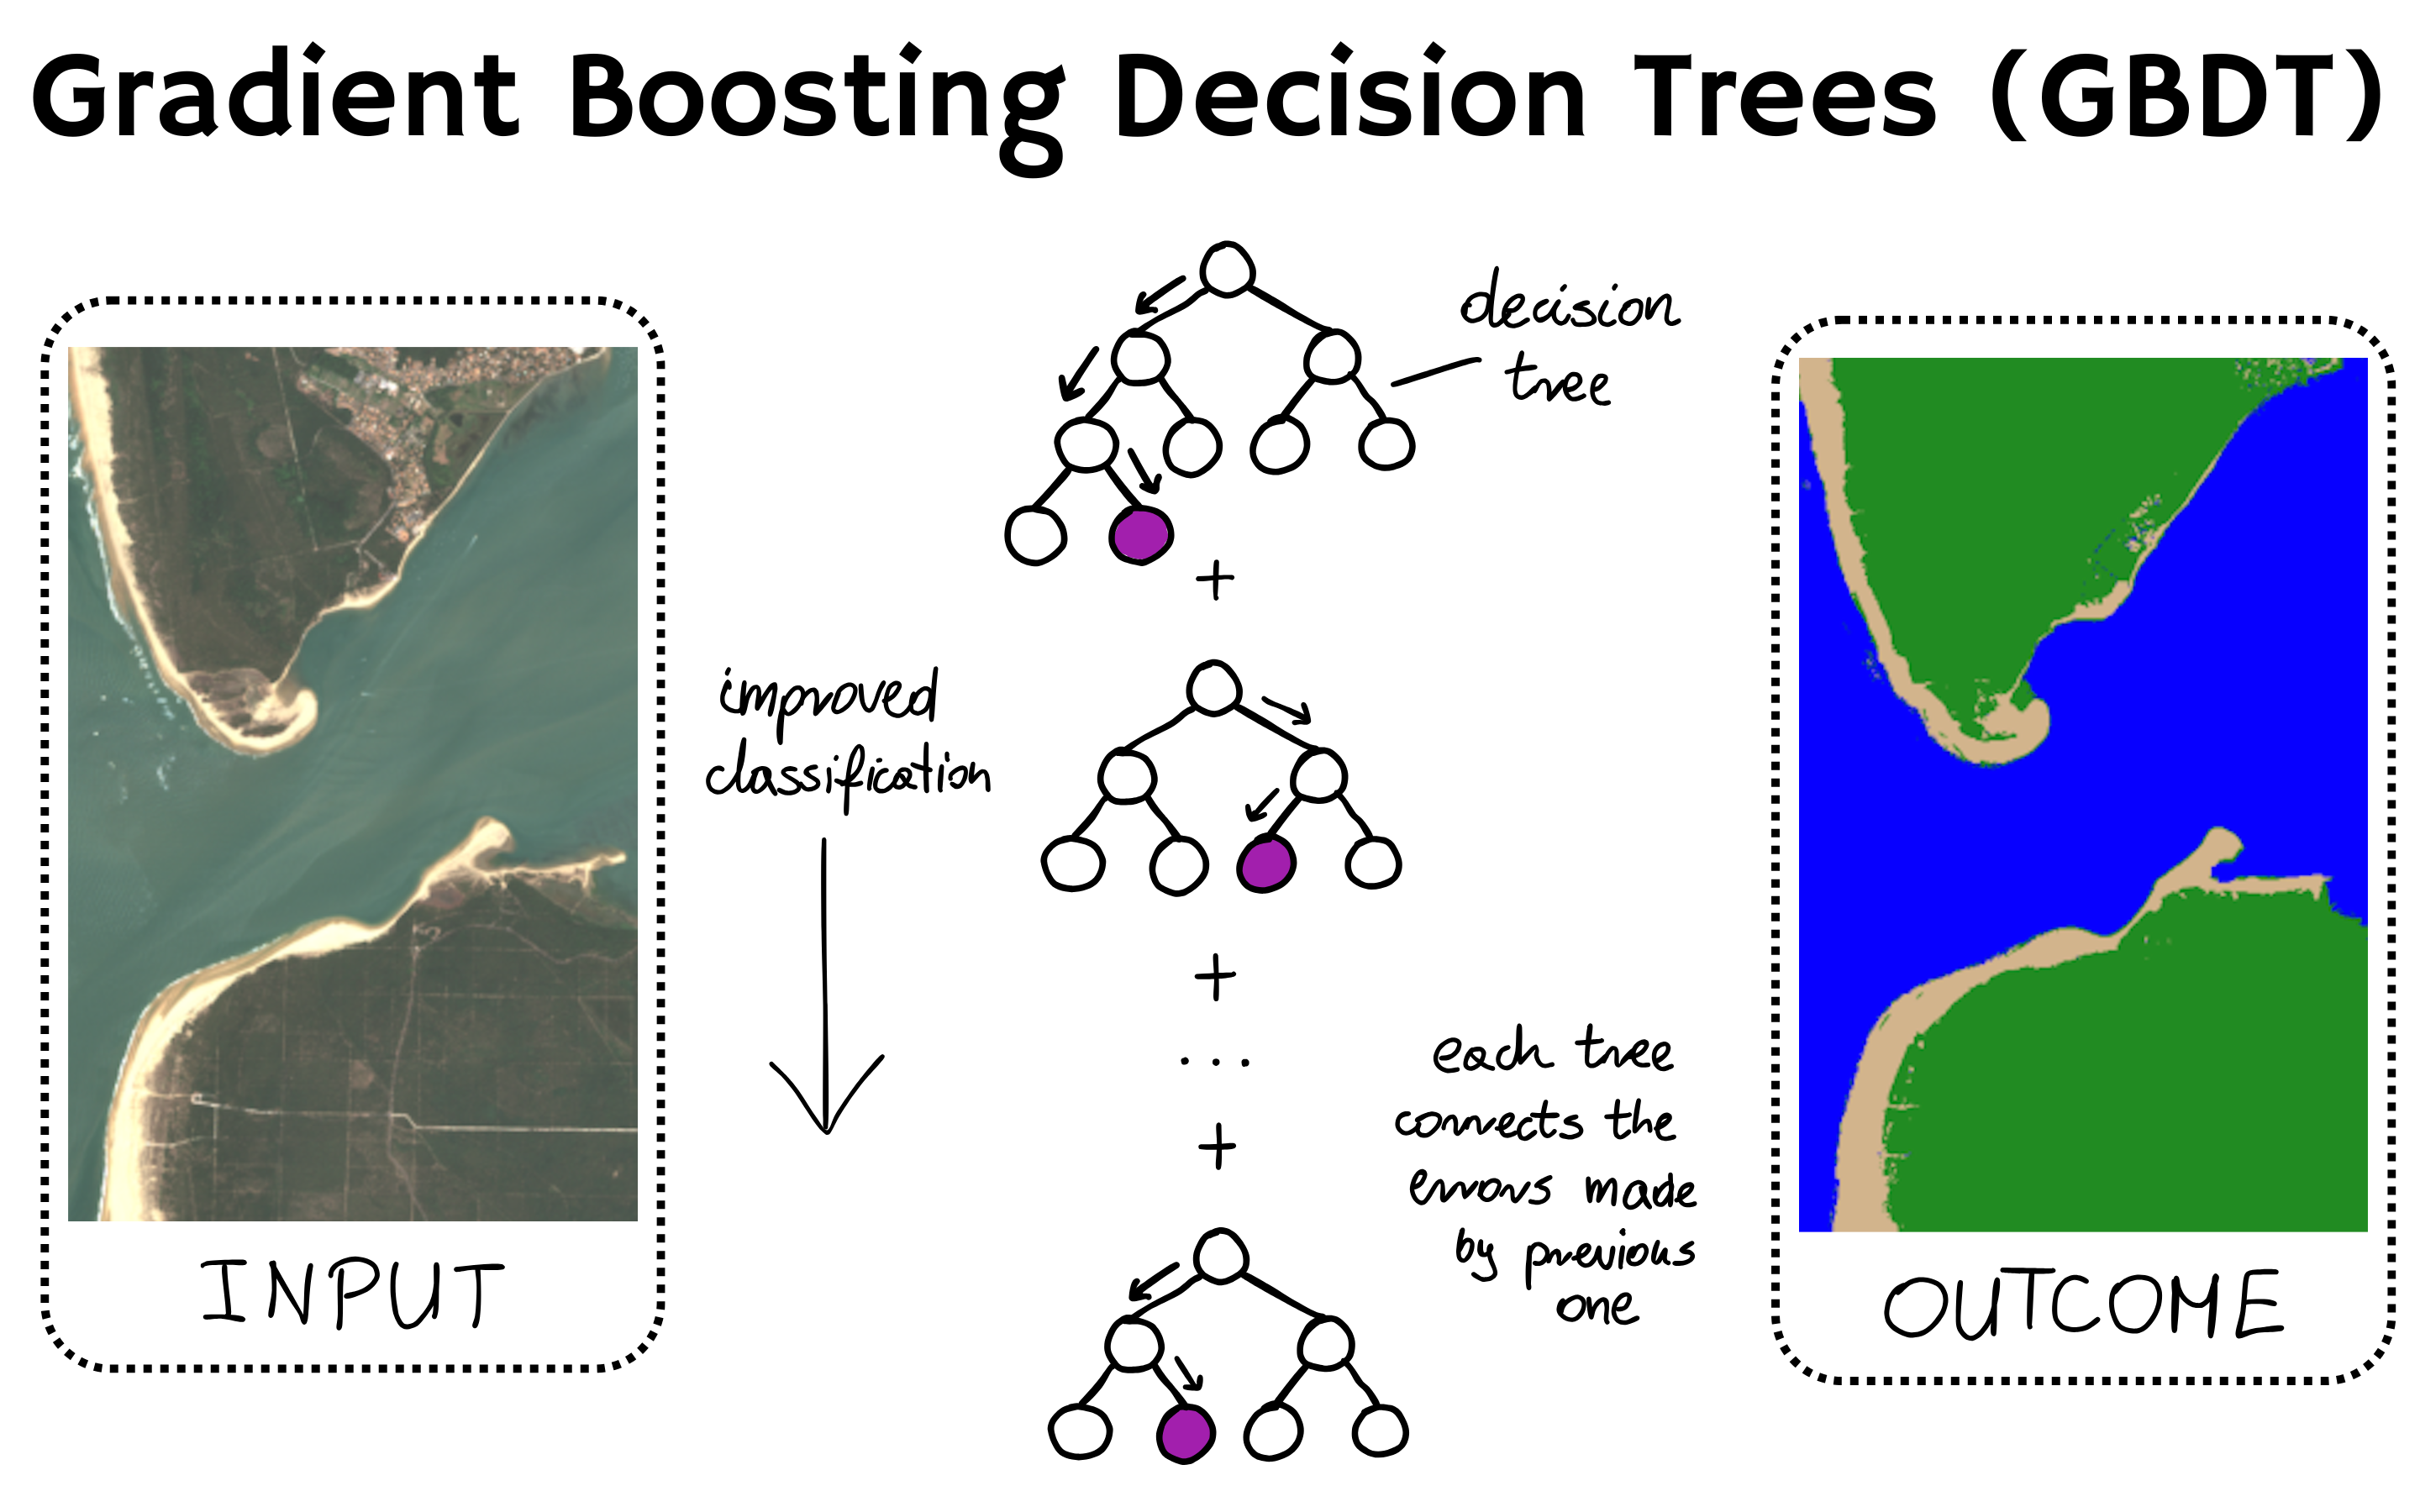 Gradient Boosting Decision Trees (GBDT)
decision
tree
+
improved
classification
+
...
+
each tree
corrects the
errors made
by previous
one
INPUT
OUTCOME